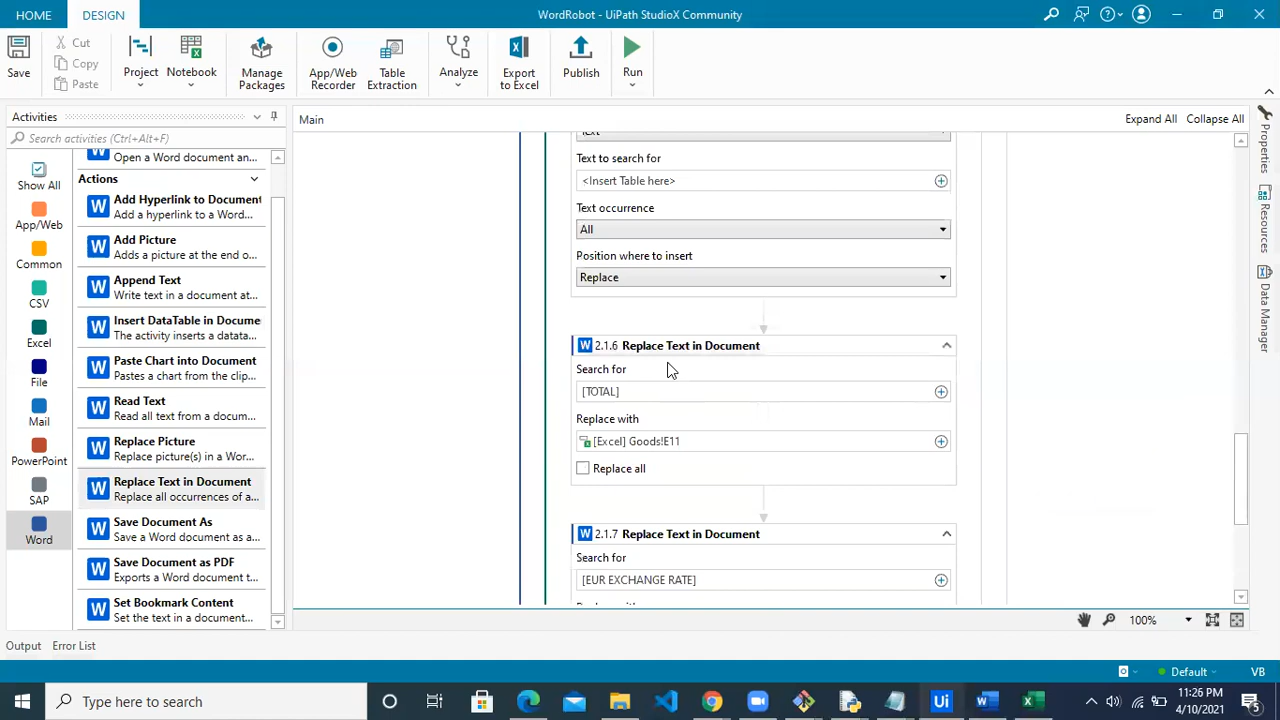 HOME
DESIGN
WordRobot - UiPath StudioX Community
Save
Cut
Copy
Paste
Project
Notebook
Manage
Packages
App/Web
Recorder
Table
Extraction
Analyze
Export
to Excel
Publish
Run
Activities
Search activities (Ctrl+Alt+F)
Show All
App/Web
Common
CSV
Excel
File
Mail
PowerPoint
SAP
Word
Open a Word document an...
Actions
Add Hyperlink to Document
Add a hyperlink to a Word...
Add Picture
Adds a picture at the end o...
Append Text
Write text in a document at...
Insert DataTable in Docume
The activity inserts a datata...
Paste Chart into Document
Pastes a chart from the clip...
Read Text
Read all text from a docum...
Replace Picture
Replace picture(s) in a Wor...
Replace Text in Document
Replace all occurrences of a...
Save Document As
Save a Word document as a...
Save Document as PDF
Exports a Word document t...
Set Bookmark Content
Set the text in a document...
Main
Expand All
Collapse All
Text
Text to search for
<Insert Table here>
Text occurrence
All
Position where to insert
Replace
2.1.6 Replace Text in Document
Search for
[TOTAL]
Replace with
[Excel] Goods!E11
Replace all
2.1.7 Replace Text in Document
Search for
[EUR EXCHANGE RATE]
Properties
Resources
Data Manager
100%
Output
Error List
Default
VB
Type here to search
11:26 PM
4/10/2021
5